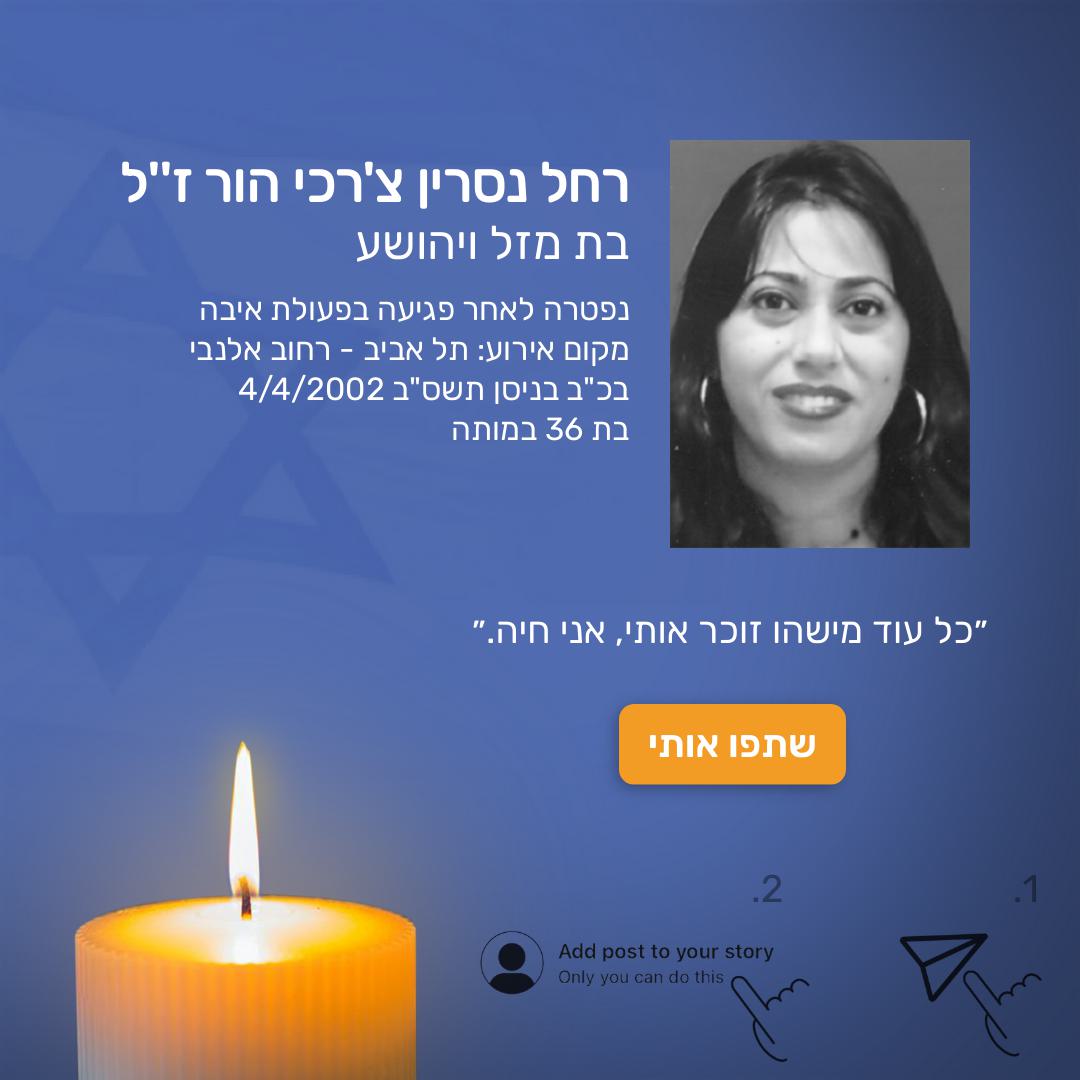 רחל נסרין צ'רכי הור ז"ל
בת מזל ויהושע
נפטרה לאחר פגיעה בפעולת איבה
מקום אירוע: תל אביב - רחוב אלנבי
בכ"ב בניסן תשס"ב 4/4/2002
בת 36 במותה
״כל עוד מישהו זוכר אותי, אני חיה.״
שתפו אותי
1.
2.
Add post to your story
Only you can do this